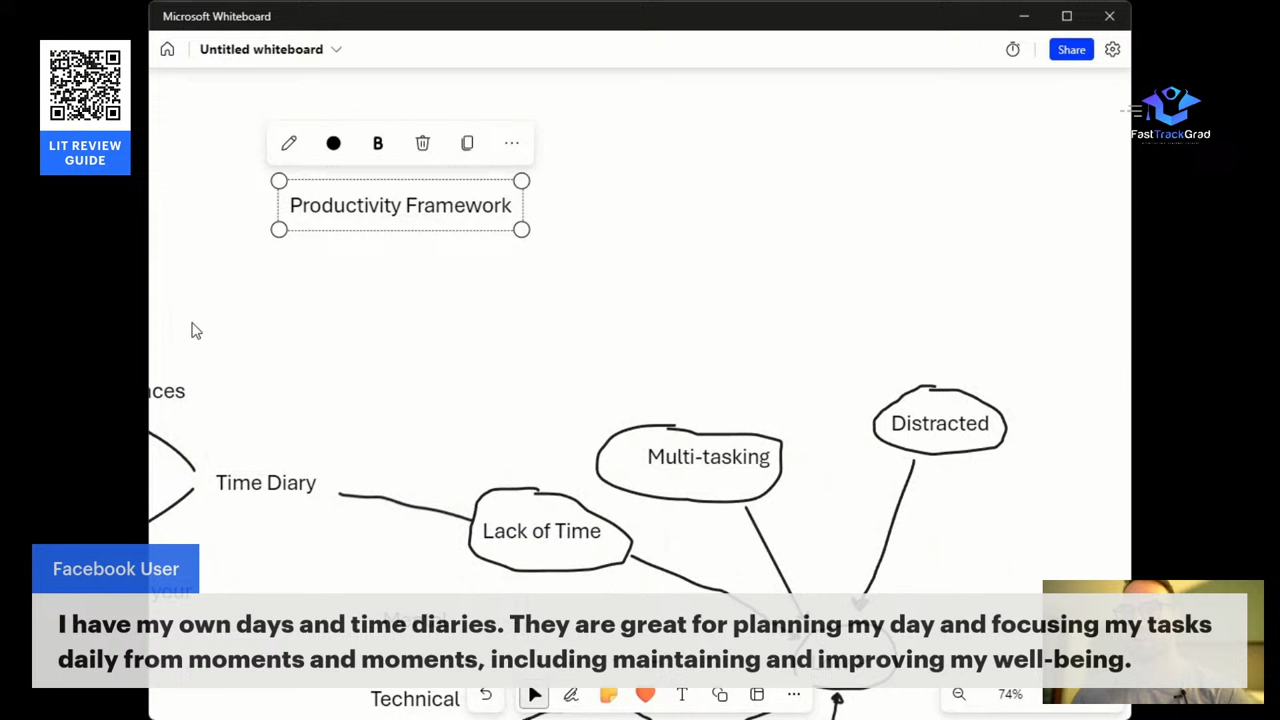 Microsoft Whiteboard
Untitled whiteboard
Share
LIT REVIEW
GUIDE
FastTrackGrad
B
Productivity Framework
Distracted
Multi-tasking
Time Diary
Lack of Time
Facebook User
your
I have my own days and time diaries. They are great for planning my day and focusing my tasks
daily from moments and moments, including maintaining and improving my well-being.
Technical
T
74%